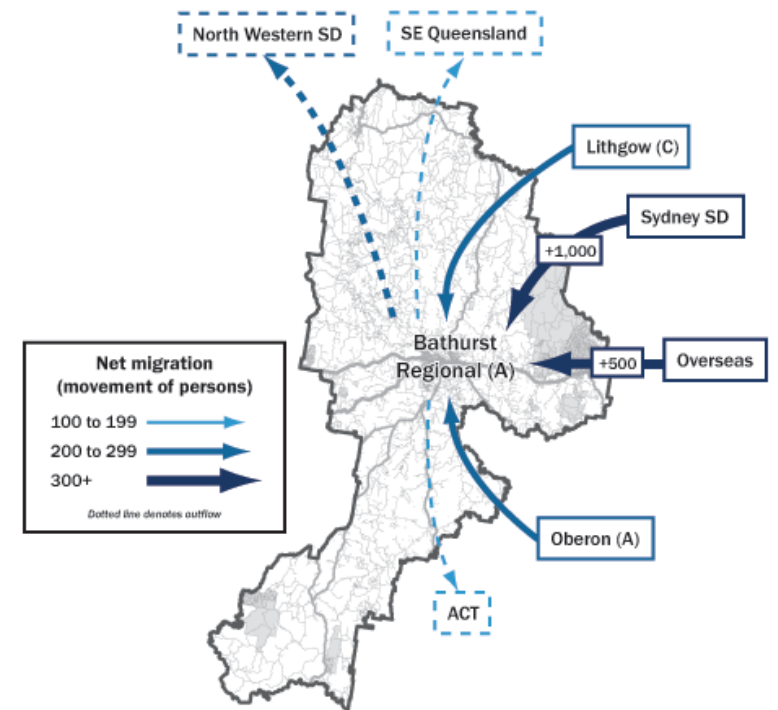 North Western SD
SE Queensland
Lithgow (C)
Sydney SD
+1,000
Bathurst
Regional (A)
+500
Overseas
Net migration
(movement of persons)
100 to 199
200 to 299
300+
Dotted line denotes outflow
Oberon (A)
ACT